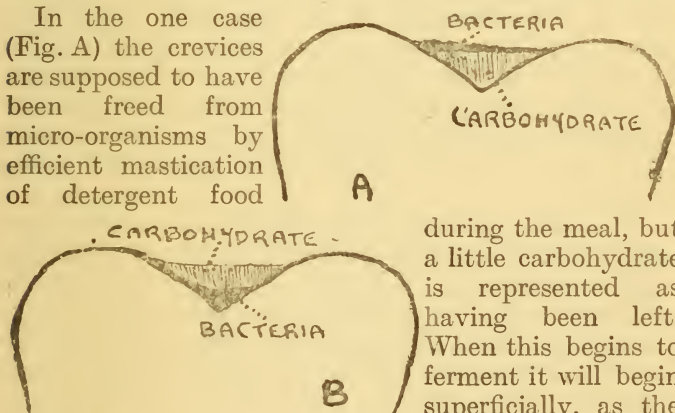 In the one case
(Fig. A) the crevices
are supposed to have
been freed from
micro-organisms by
efficient mastication
of detergent food
BACTERIA
CARBOHYDRATE
A
CARBOHYDRATE
BACTERIA
B
during the meal, but
a little carbohydrate
is represented as
having been left.
When this begins to
ferment it will begin
superficially, as the